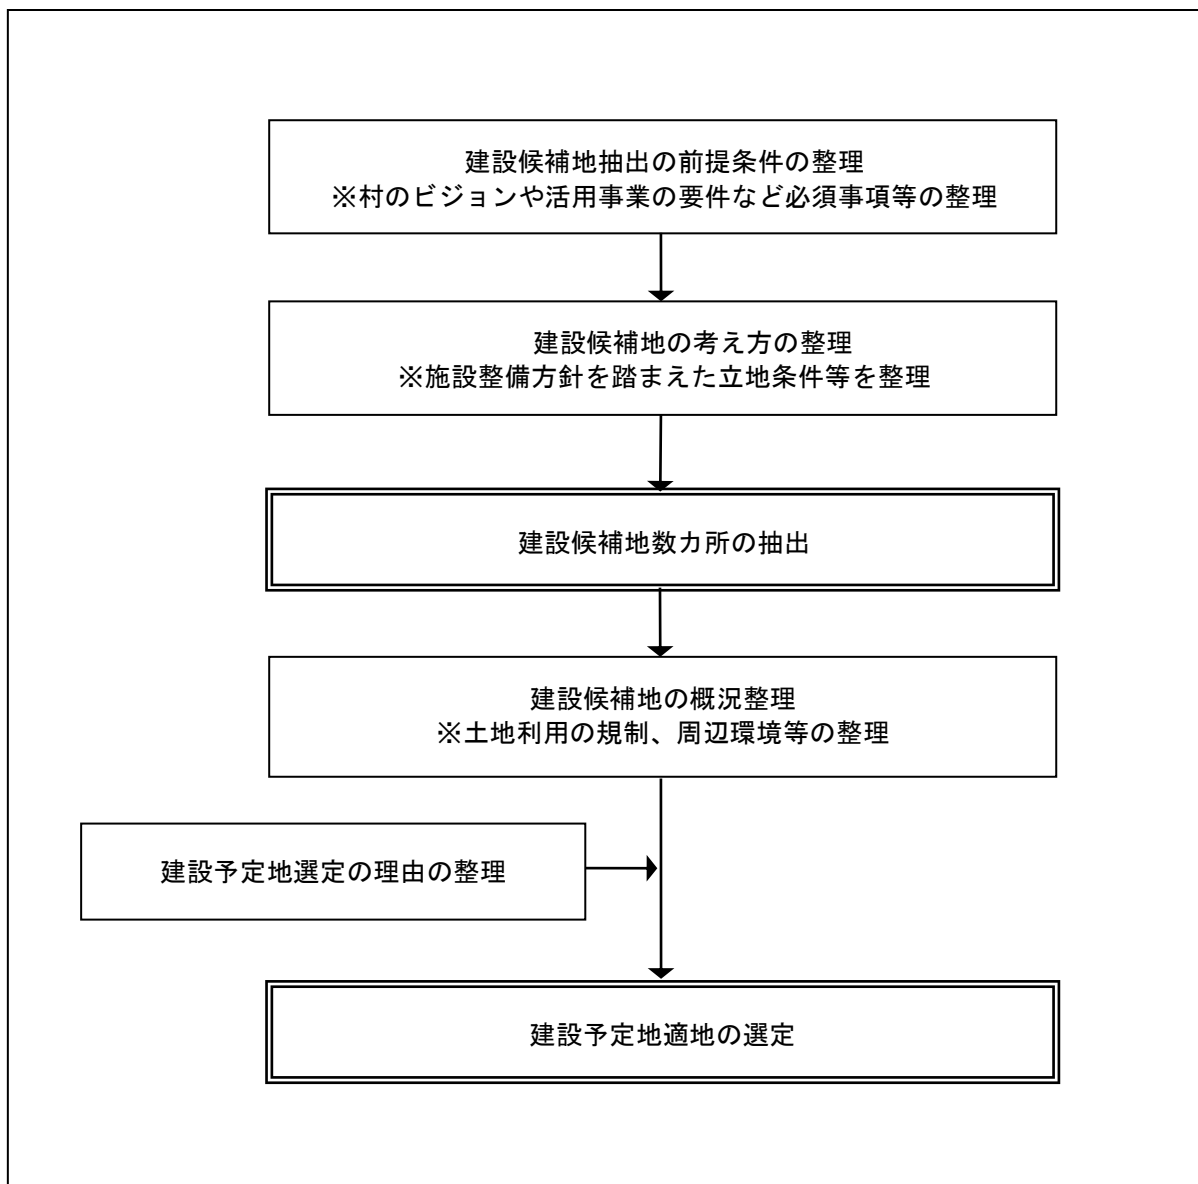 建設候補地抽出の前提条件の整理
※村のビジョンや活用事業の要件など必須事項等の整理
建設候補地の考え方の整理
※施設整備方針を踏まえた立地条件等を整理
建設候補地数カ所の抽出
建設候補地の概況整理
※土地利用の規制、周辺環境等の整理
建設予定地選定の理由の整理
建設予定地適地の選定